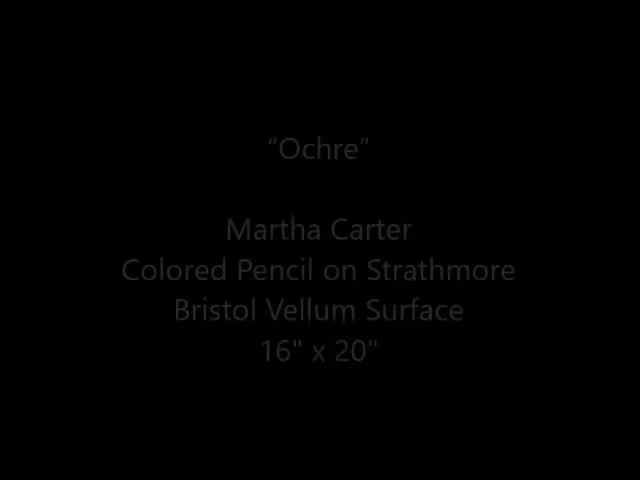 “Ochre”
Martha Carter
Colored Pencil on Strathmore
Bristol Vellum Surface
16" x 20"